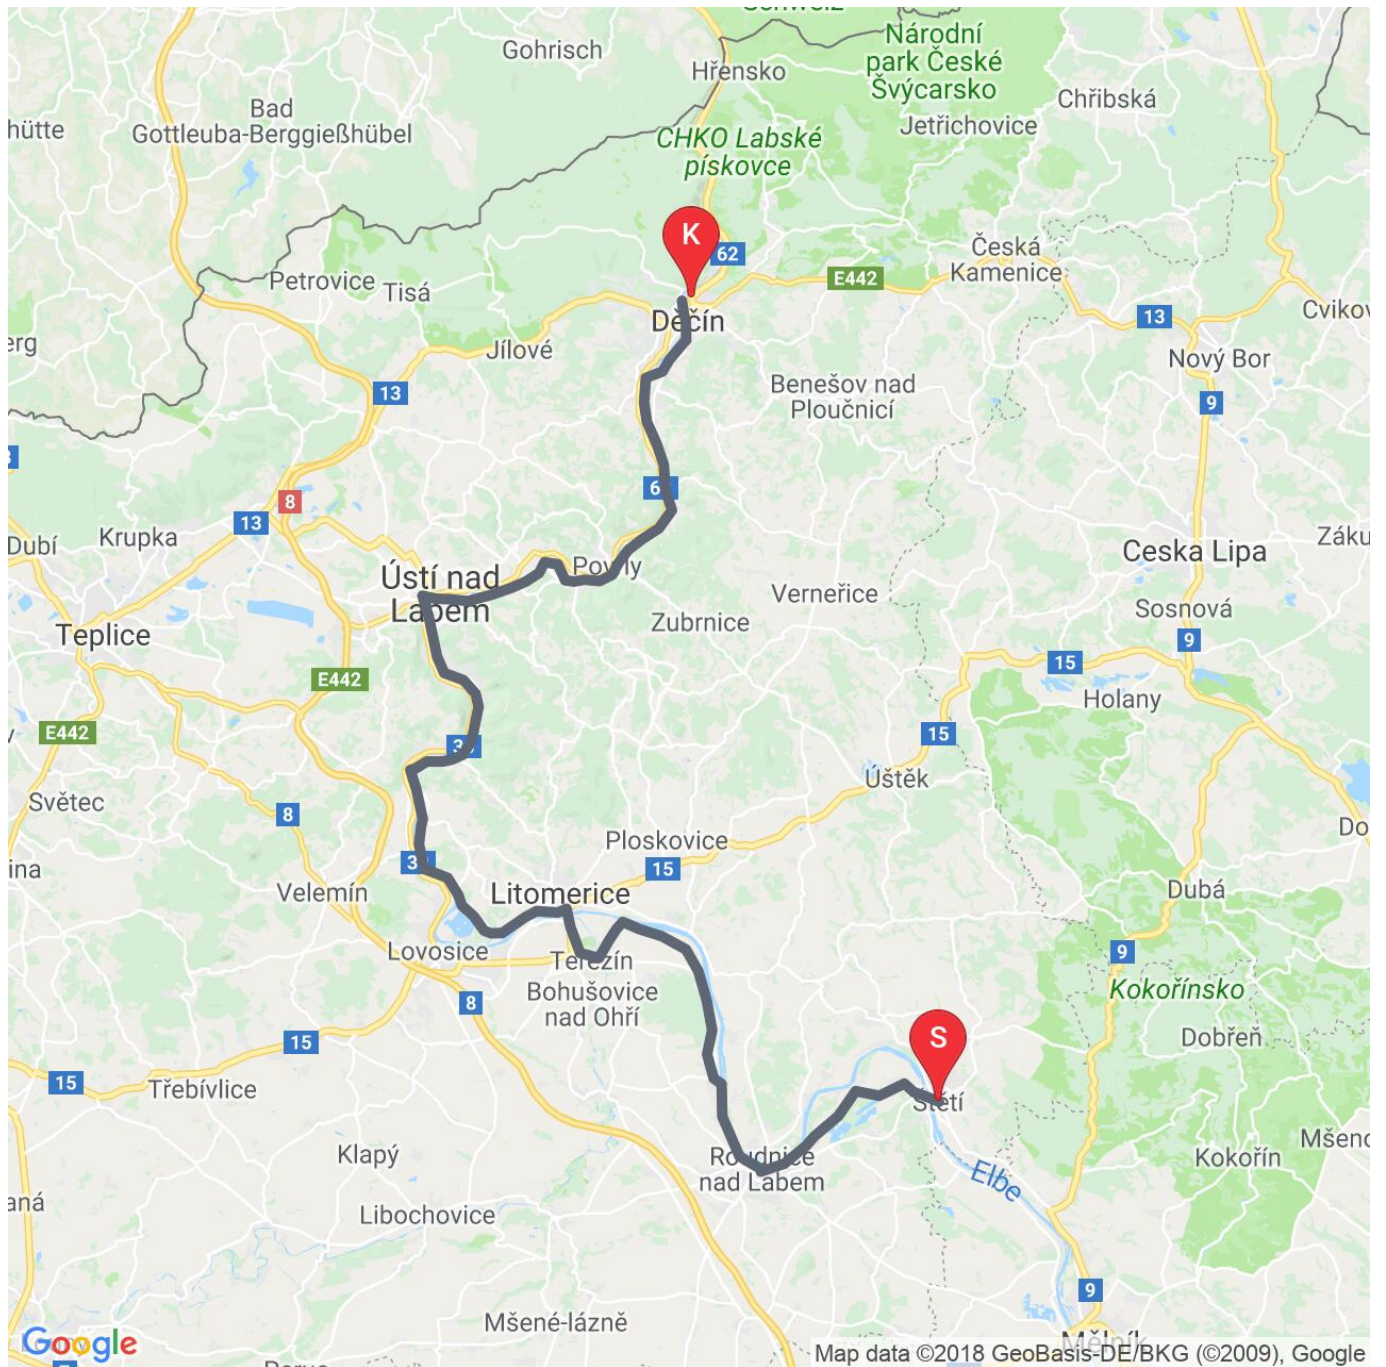 Gohrisch
Národní
park České
Švýcarsko
Hřensko
Chřibská
Bad
Gottleuba-Berggießhübel
hütte
Jetřichovice
CHKO Labské
pískovce
K
62
Česká
Kamenice
E442
Petrovice
Tisá
Děčín
13
Cvikov
Jílové
Nový Bor
Benešov nad
Ploučnicí
13
9
8
13
Krupka
Dubí
Povrly
Ceska Lipa
Ústí nad
Labem
Verneřice
Sosnová
Zubrnice
Teplice
9
15
E442
Holany
E442
15
Úštěk
Světec
8
Ploskovice
15
Velemín
Litomerice
Dubá
Lovosice
Terezín
9
Bohušovice
nad Ohří
Kokořínsko
8
S
Dobřeň
15
15
Třebívlice
Štětí
Klapý
Roudnice
nad Labem
Kokořín
Elbe
Libochovice
9
Mšené-lázně
Mělník
Google
Map data ©2018 GeoBasis-DE/BKG (©2009), Google